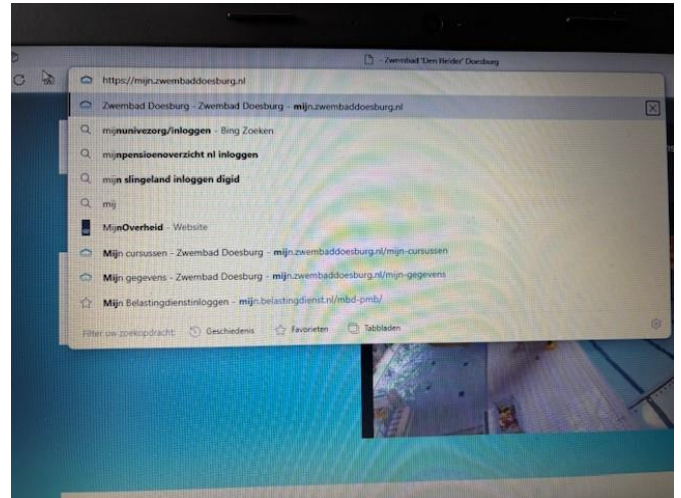 - Zwembad 'Den Helder' Doesburg
https://mijn.zwembaddoesburg.nl
Zwembad Doesburg - Zwembad Doesburg - mijn.zwembaddoesburg.nl
mijnunivezorg/inloggen - Bing Zoeken
mijnpensioenoverzicht nl inloggen
mijn slingeland inloggen digid
mij
MijnOverheid - Website
Mijn cursussen - Zwembad Doesburg - mijn.zwembaddoesburg.nl/mijn-cursussen
Mijn gegevens - Zwembad Doesburg - mijn.zwembaddoesburg.nl/mijn-gegevens
Mijn Belastingdienstinloggen - mijn.belastingdienst.nl/mbd-pmb/
Filter uw zoekopdracht: Geschiedenis Favorieten Tabbladen